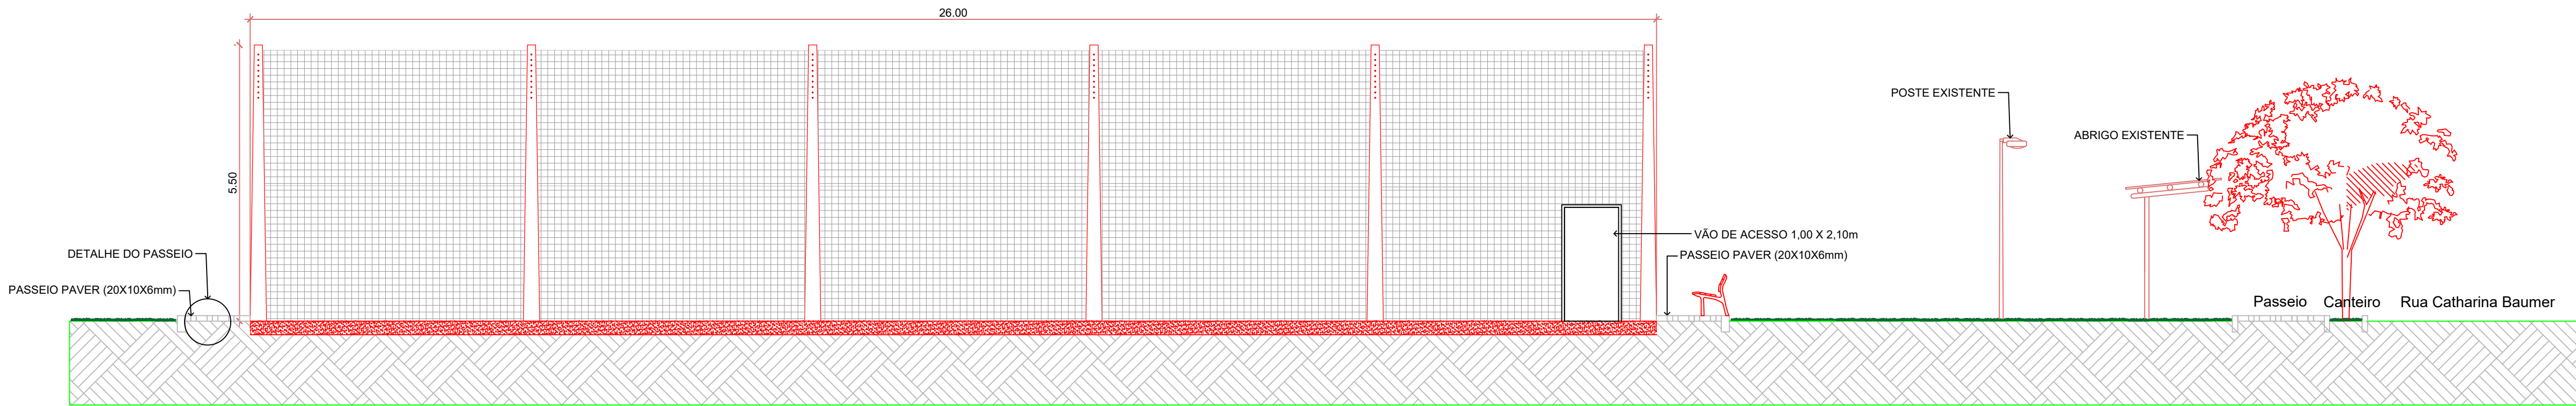 26.00
5.50
DETALHE DO PASSEIO
PASSEIO PAVER (20X10X6mm)
VÃO DE ACESSO 1,00 X 2,10m
PASSEIO PAVER (20X10X6mm)
POSTE EXISTENTE
ABRIGO EXISTENTE
Passeio Canteiro Rua Catharina Baumer